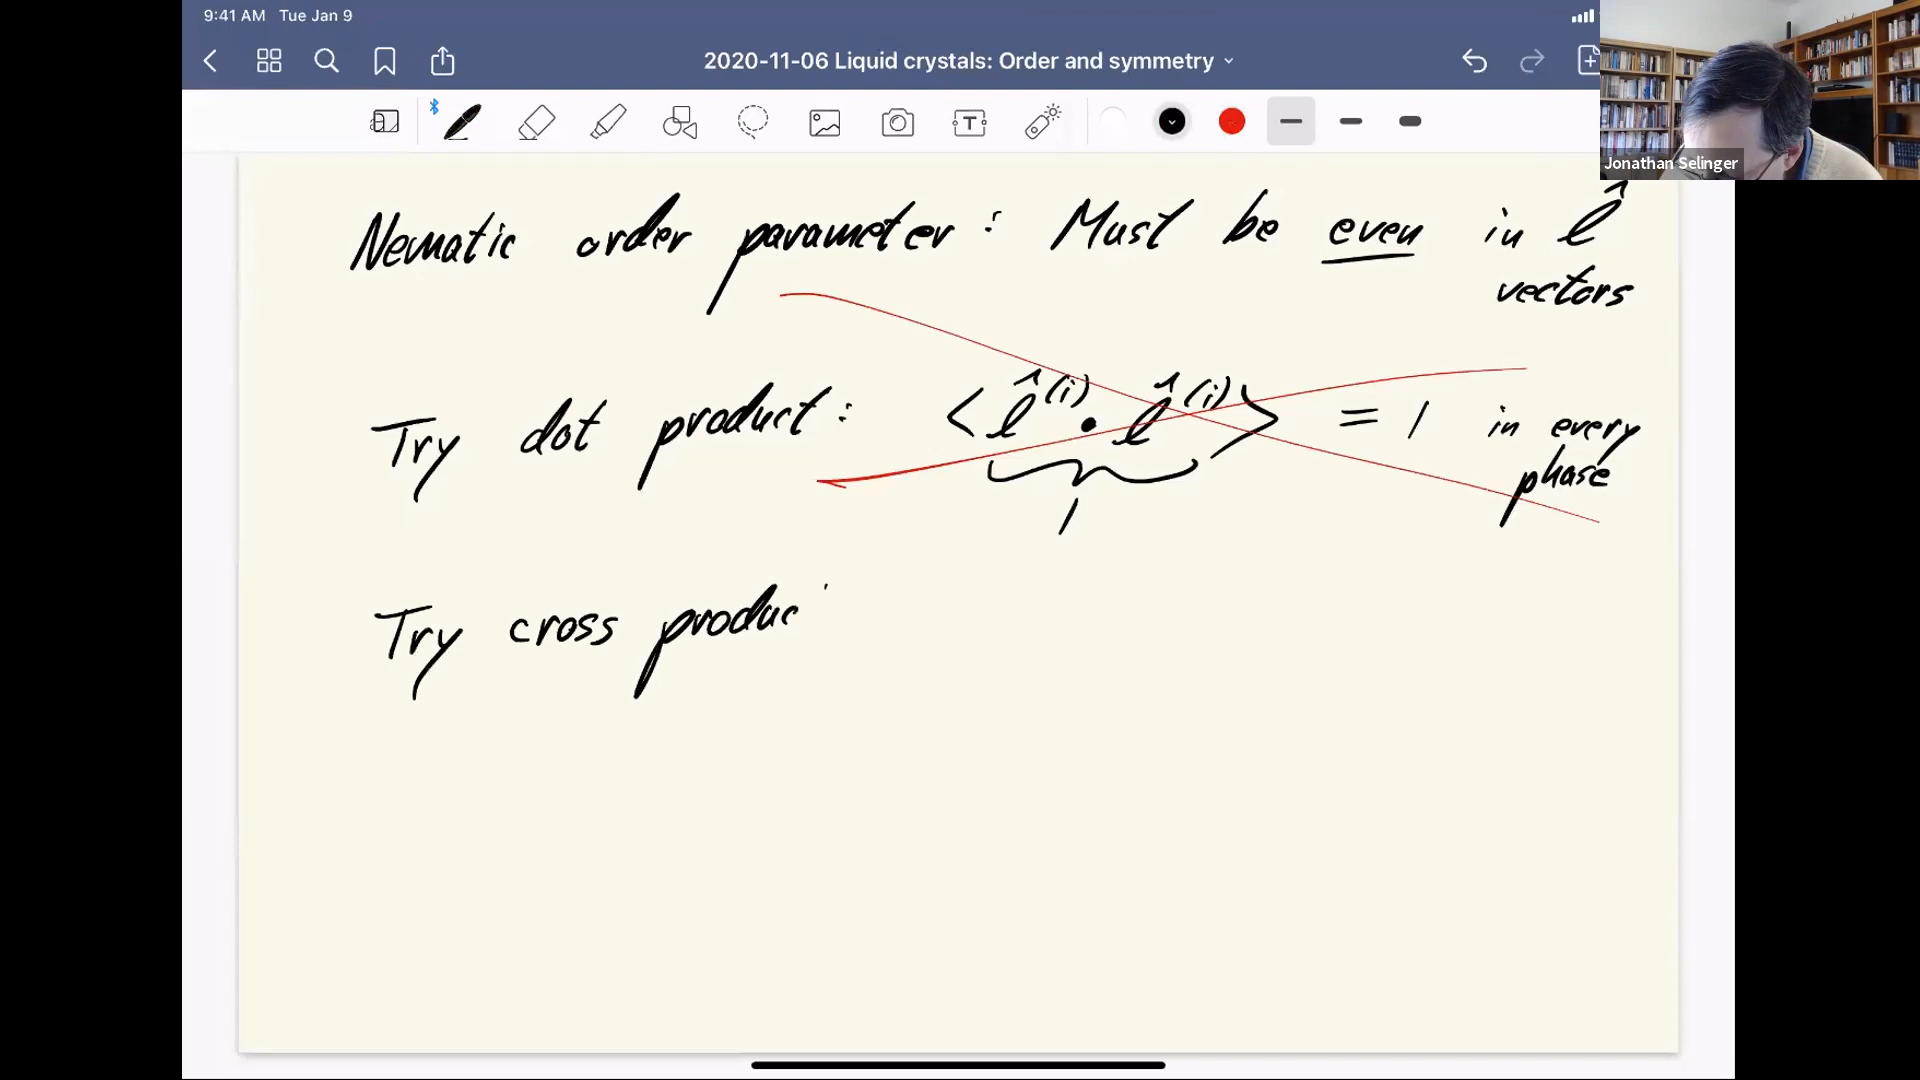 9:41 AM Tue Jan 9
2020-11-06 Liquid crystals: Order and symmetry
Jonathan Selinger
Nematic order parameter: Must be even in ℓ̂
vectors
Try dot product: <ℓ̂⁽ⁱ⁾ • ℓ̂⁽ⁱ⁾> = 1 in every
phase
1
Try cross produc